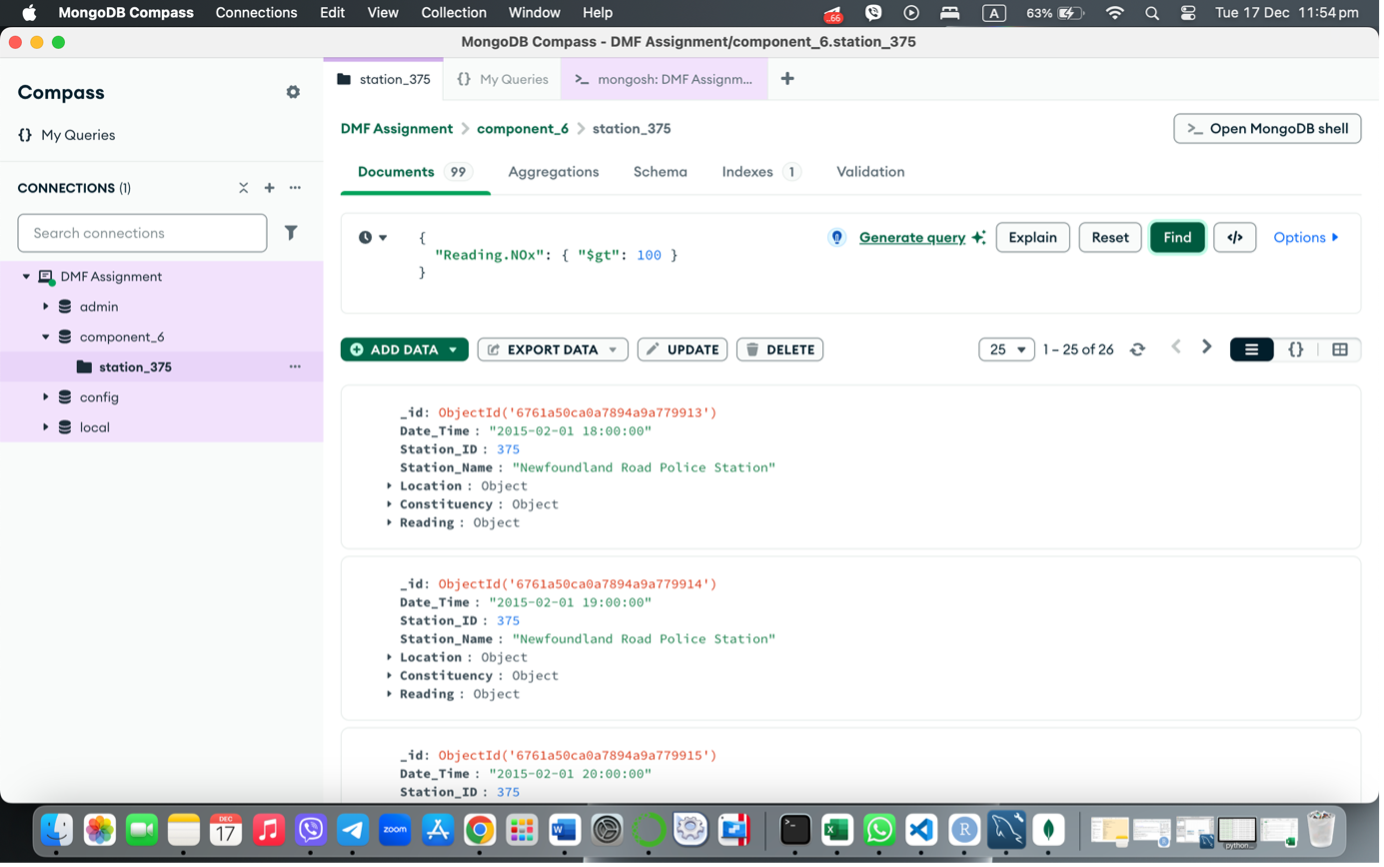 MongoDB Compass Connections Edit View Collection Window Help 66 A 63% Tue 17 Dec 11:54 pm
MongoDB Compass - DMF Assignment/component_6.station_375
Compass
{} My Queries
CONNECTIONS (1)
Search connections
DMF Assignment
admin
component_6
station_375
config
local
station_375 {} My Queries >_ mongosh: DMF Assignm... +
DMF Assignment > component_6 > station_375
>_ Open MongoDB shell
Documents 99 Aggregations Schema Indexes 1 Validation
{
"Reading.NOx": { "$gt": 100 }
}
Generate query Explain Reset Find </> Options
ADD DATA EXPORT DATA UPDATE DELETE 25 1 – 25 of 26 {}
_id: ObjectId('6761a50ca0a7894a9a779913')
Date_Time : "2015-02-01 18:00:00"
Station_ID : 375
Station_Name : "Newfoundland Road Police Station"
Location : Object
Constituency : Object
Reading : Object
_id: ObjectId('6761a50ca0a7894a9a779914')
Date_Time : "2015-02-01 19:00:00"
Station_ID : 375
Station_Name : "Newfoundland Road Police Station"
Location : Object
Constituency : Object
Reading : Object
_id: ObjectId('6761a50ca0a7894a9a779915')
Date_Time : "2015-02-01 20:00:00"
Station_ID : 375
DEC
17
zoom
W
>_
X
R
python...